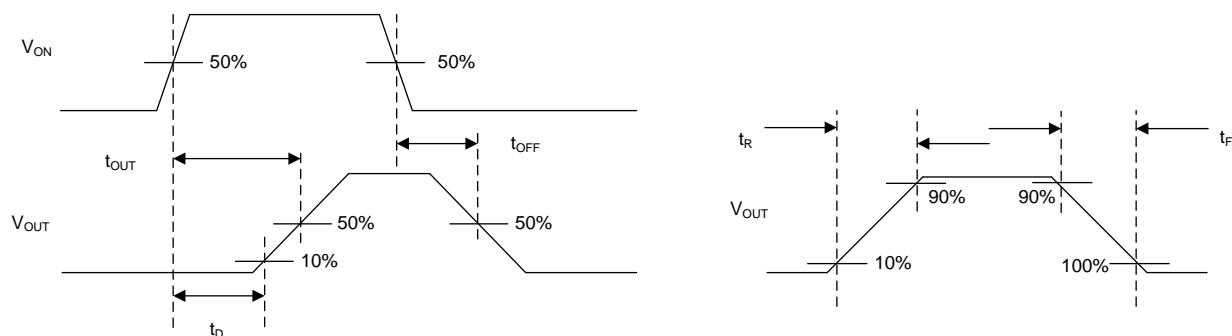 V_ON
50%
50%
t_OUT
t_OFF
V_OUT
50%
50%
10%
t_D
t_R
t_F
V_OUT
90%
90%
10%
100%